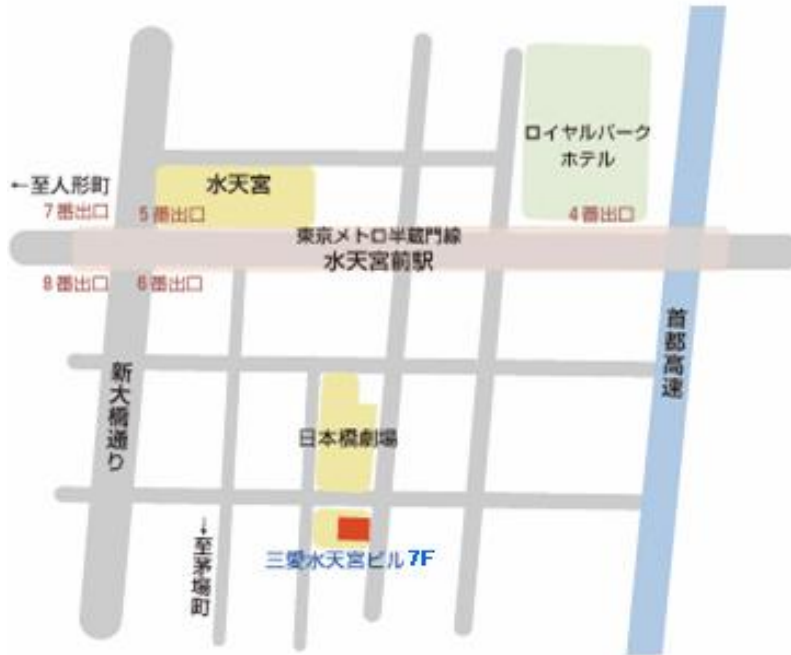 ロイヤルパーク
ホテル
水天宮
←至人形町
7番出口
5番出口
4番出口
東京メトロ半蔵門線
水天宮前駅
8番出口
6番出口
首都高速
新大橋通り
日本橋劇場
↓至茅場町
三愛水天宮ビル 7F